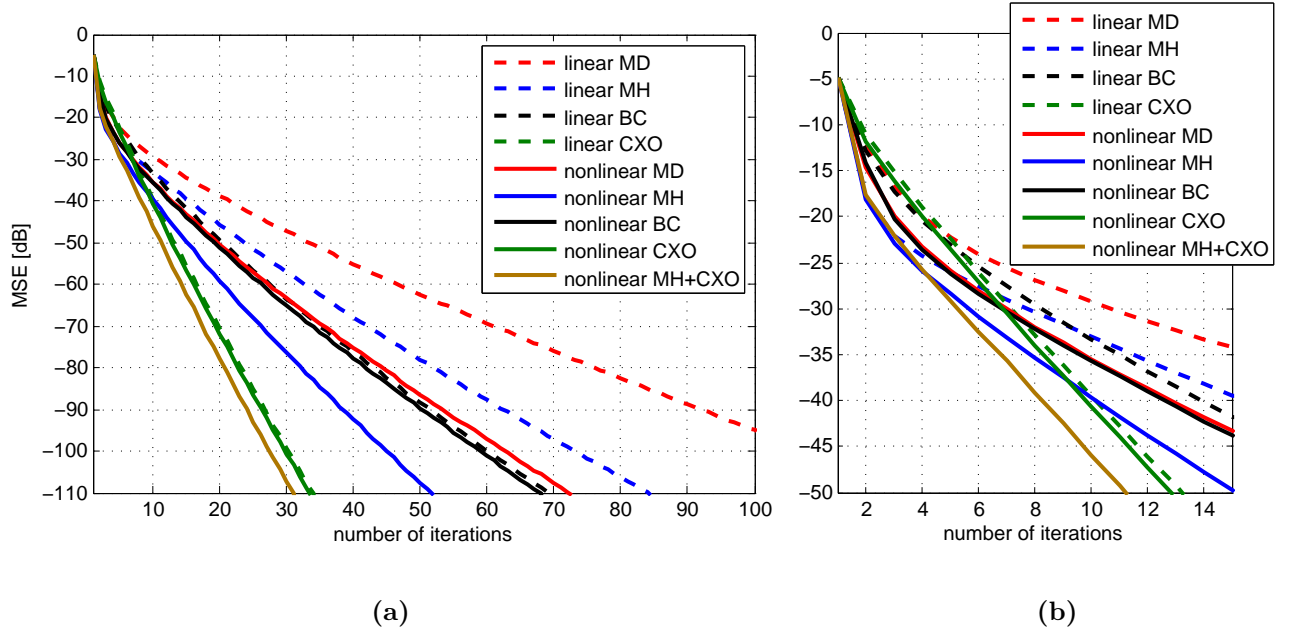 0
−10
−20
−30
−40
−50
−60
−70
−80
−90
−100
−110
MSE [dB]
10 20 30 40 50 60 70 80 90 100
number of iterations
linear MD
linear MH
linear BC
linear CXO
nonlinear MD
nonlinear MH
nonlinear BC
nonlinear CXO
nonlinear MH+CXO
(a)
0
−5
−10
−15
−20
−25
−30
−35
−40
−45
−50
2 4 6 8 10 12 14
number of iterations
linear MD
linear MH
linear BC
linear CXO
nonlinear MD
nonlinear MH
nonlinear BC
nonlinear CXO
nonlinear MH+CXO
(b)